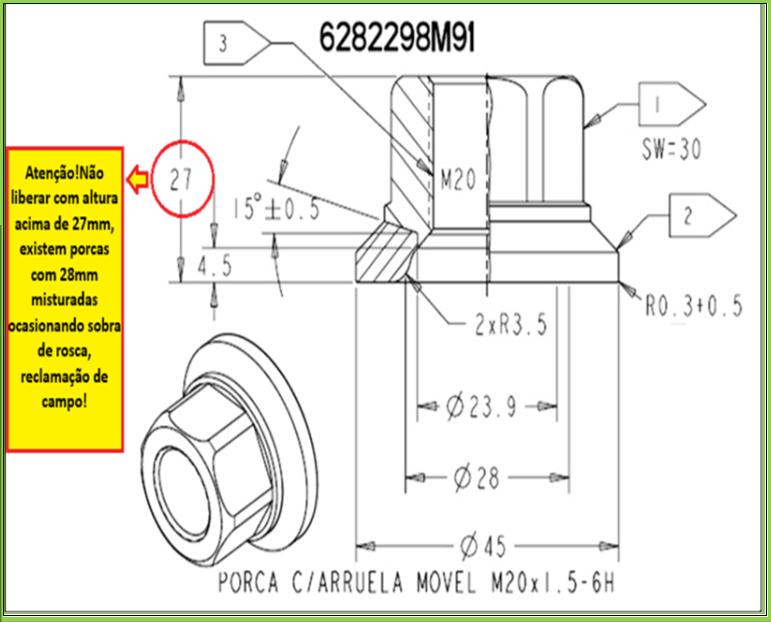 6282298M91
3
1
SW=30
2
27
M20
15°±0.5
4.5
R0.3+0.5
2xR3.5
Ø23.9
Ø28
Ø45
PORCA C/ARRUELA MOVEL M20x1.5-6H
Atenção!Não
liberar com altura
acima de 27mm,
existem porcas
com 28mm
misturadas
ocasionando sobra
de rosca,
reclamação de
campo!